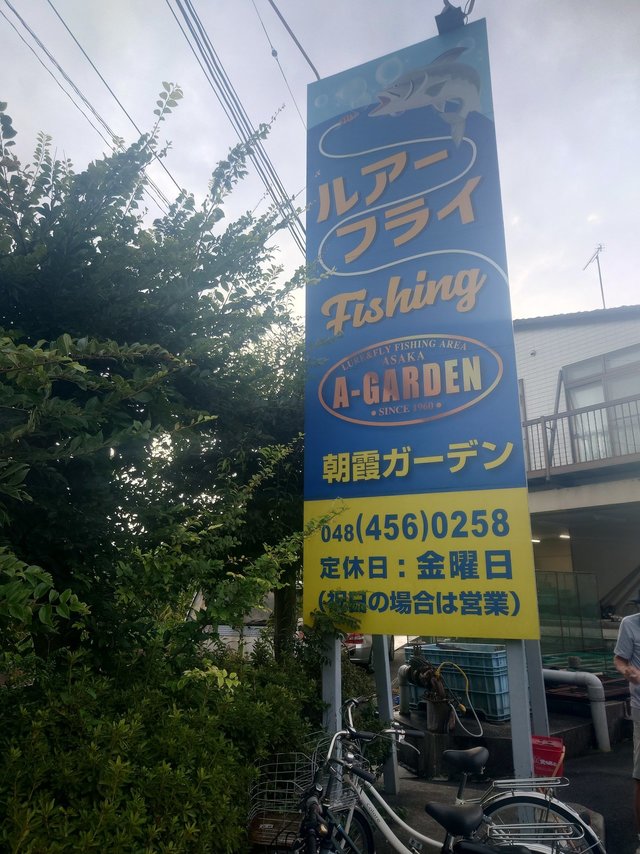 ルアー
フライ
Fishing
LURE&FLY FISHING AREA
ASAKA
A-GARDEN
• SINCE 1960 •
朝霞ガーデン
048(456)0258
定休日：金曜日
(祝日の場合は営業)